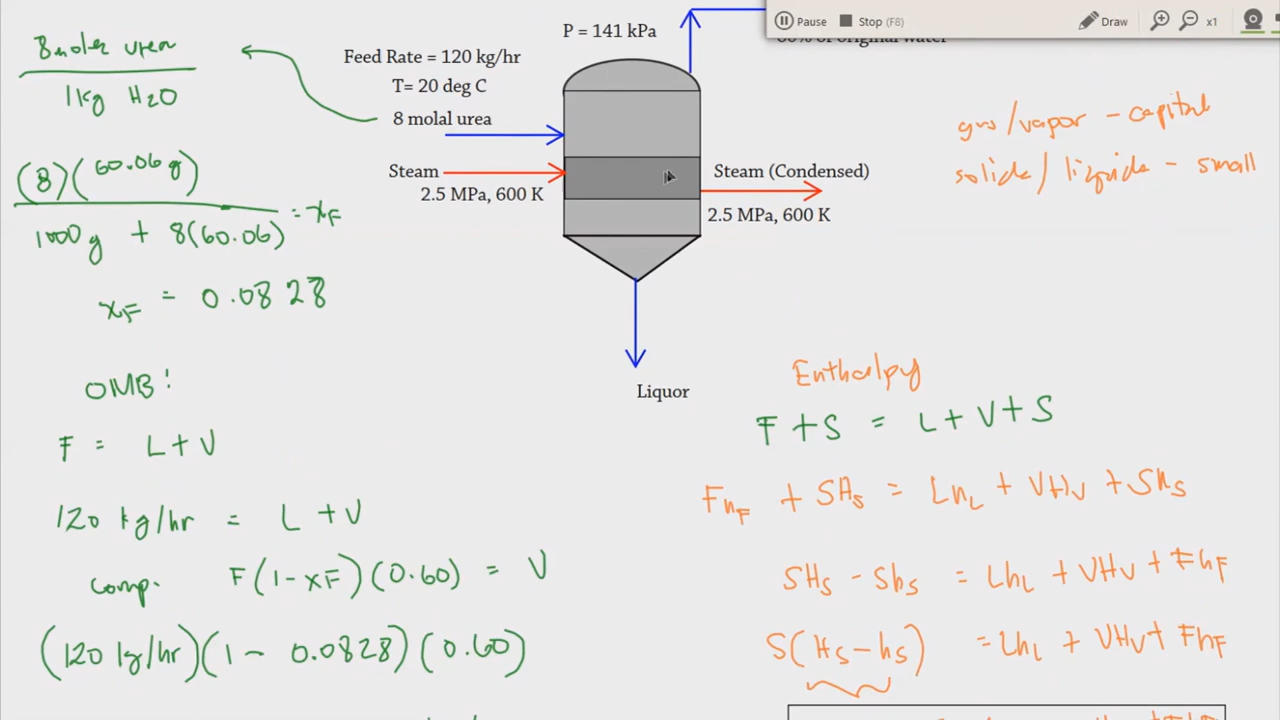 Pause Stop (F8) Draw x1
60% of original water
P = 141 kPa
Feed Rate = 120 kg/hr
T= 20 deg C
8 molal urea
Steam
2.5 MPa, 600 K
Steam (Condensed)
2.5 MPa, 600 K
Liquor
8 moles urea
1 kg H2O
(8)(60.06 g)
1000 g + 8(60.06) = xF
xF = 0.0828
OMB:
F = L + V
120 kg/hr = L + V
comp. F(1-xF)(0.60) = V
(120 kg/hr)(1 - 0.0828)(0.60)
gas/vapor - capital
solids/liquids - small
Enthalpy
F + S = L + V + S
FhF + SHs = LhL + VHv + Shs
SHs - Shs = LhL + VHv + FhF
S(Hs - hs) = LhL + VHv + FhF